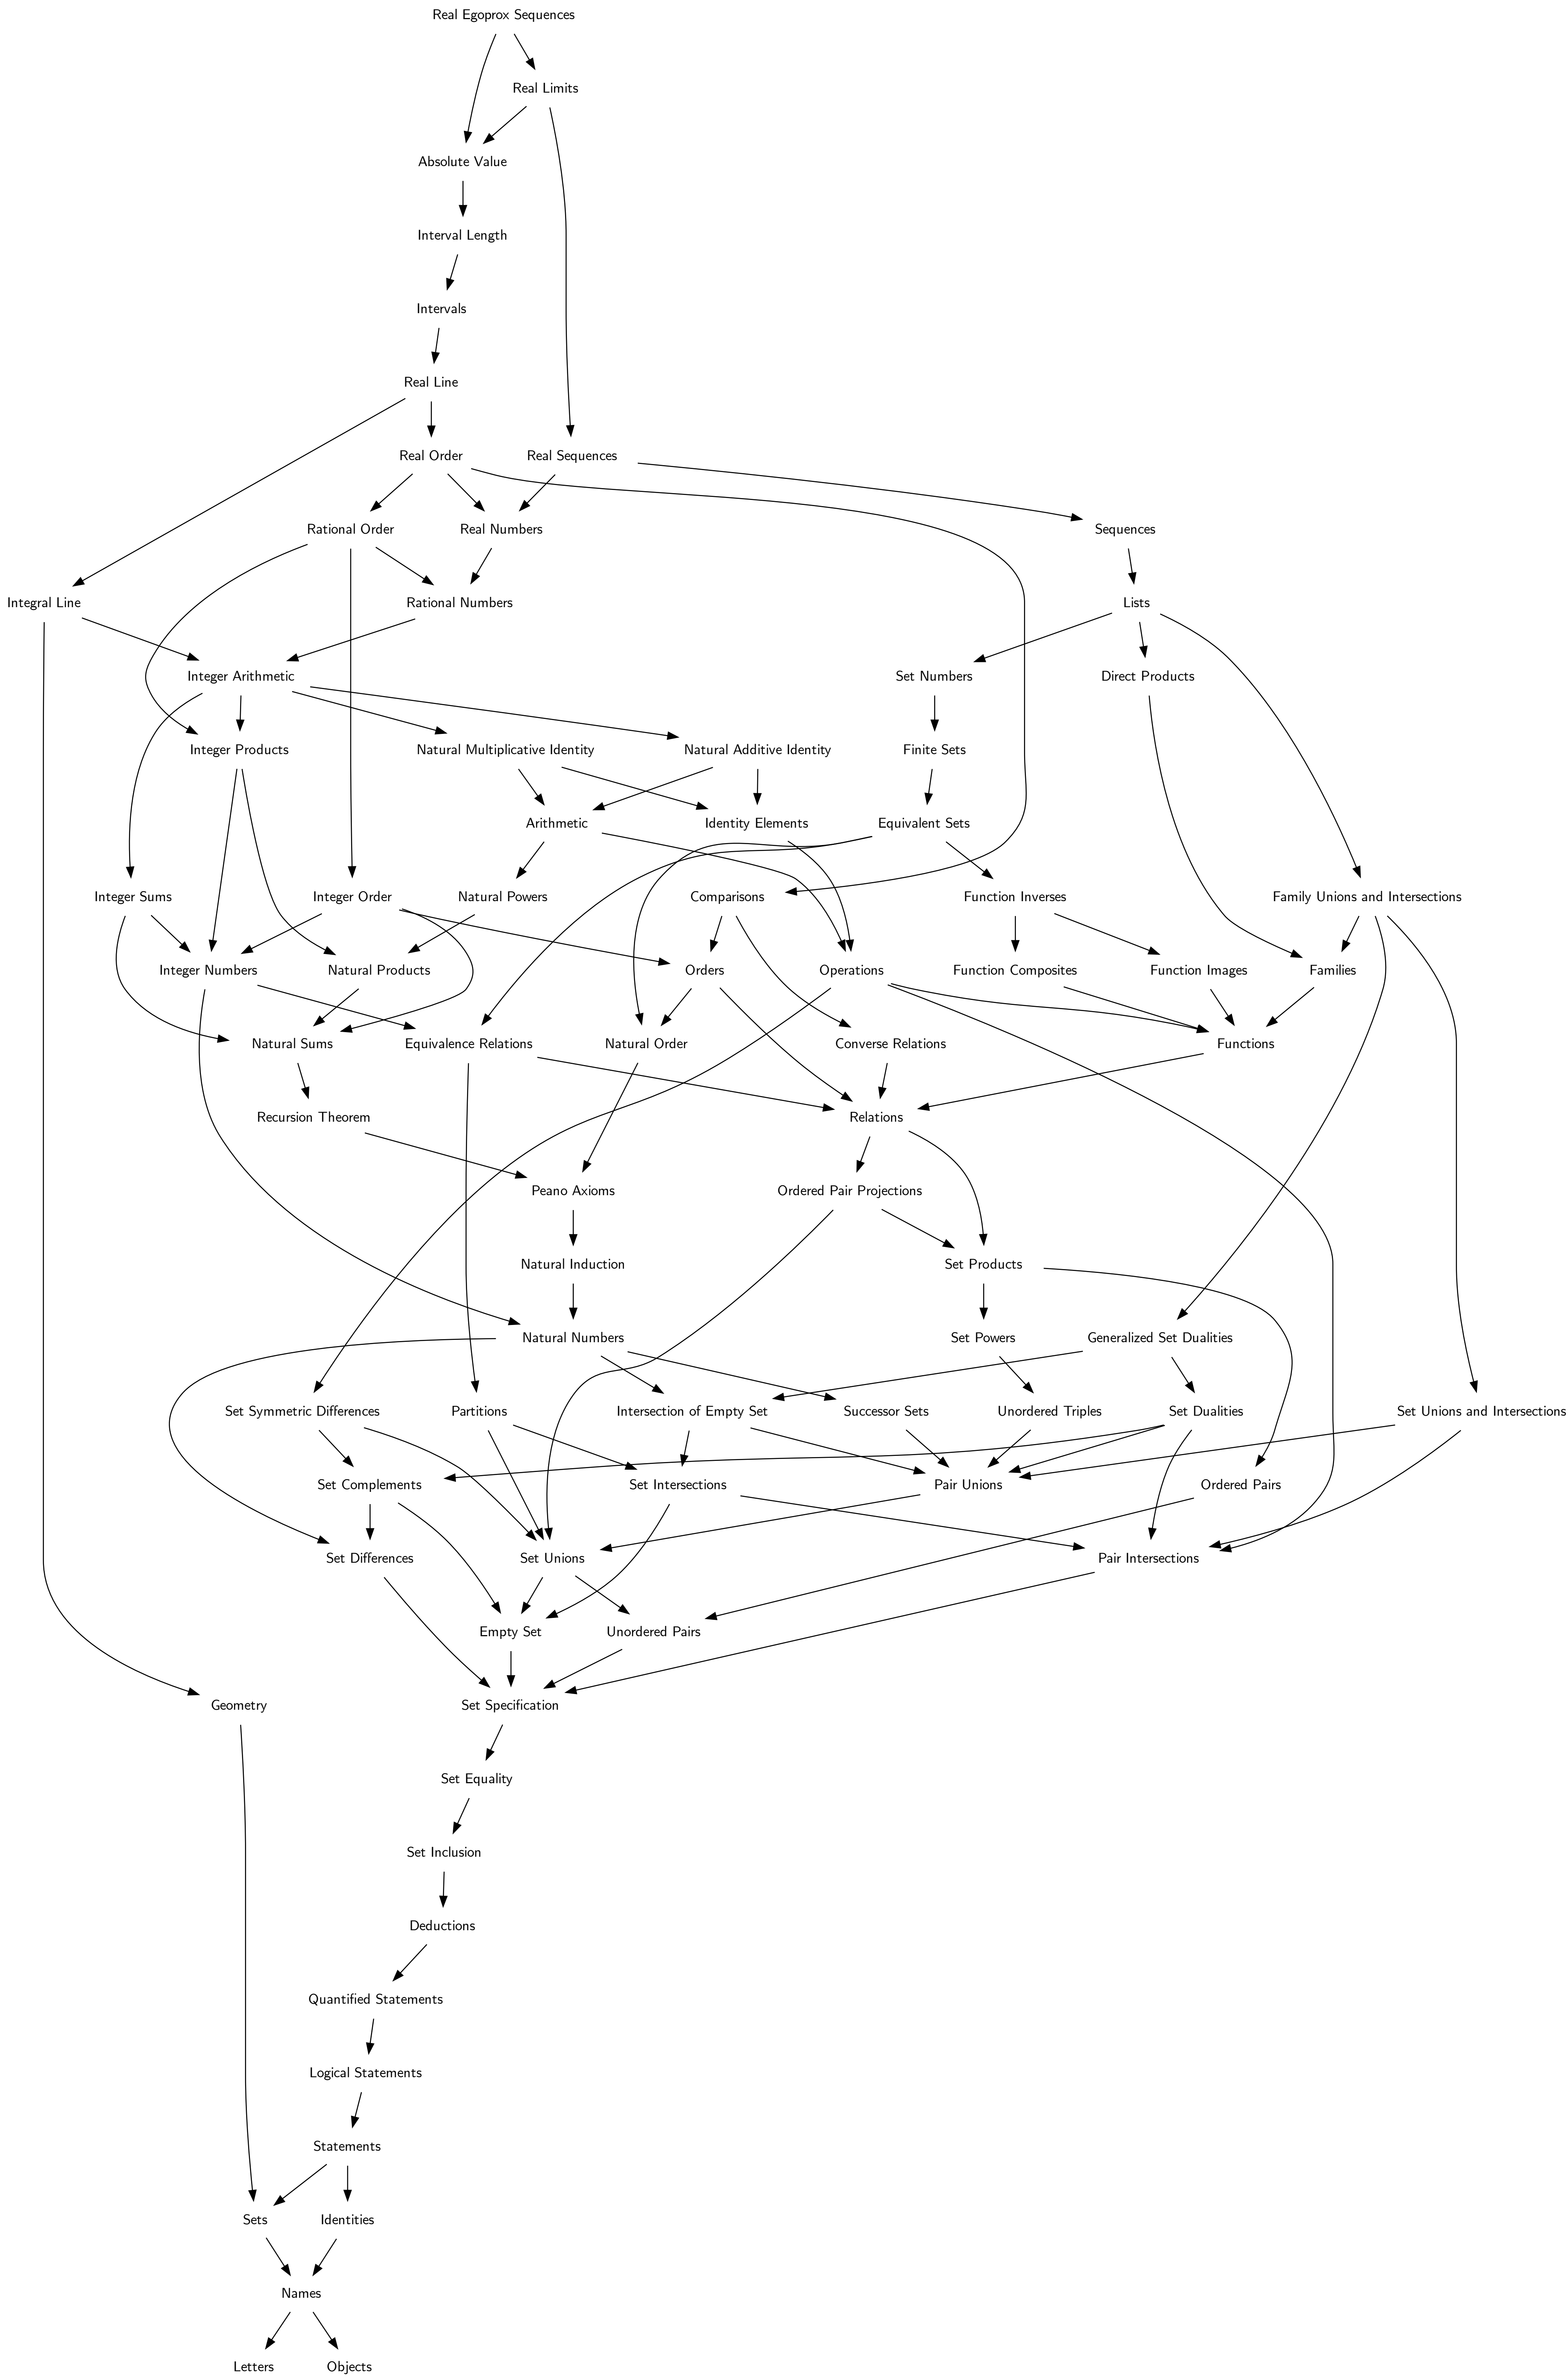 Real Egoprox Sequences
Real Limits
Absolute Value
Interval Length
Intervals
Real Line
Real Order
Real Sequences
Rational Order
Real Numbers
Sequences
Integral Line
Rational Numbers
Lists
Integer Arithmetic
Set Numbers
Direct Products
Integer Products
Natural Multiplicative Identity
Natural Additive Identity
Finite Sets
Arithmetic
Identity Elements
Equivalent Sets
Integer Sums
Integer Order
Natural Powers
Comparisons
Function Inverses
Family Unions and Intersections
Integer Numbers
Natural Products
Orders
Operations
Function Composites
Function Images
Families
Natural Sums
Equivalence Relations
Natural Order
Converse Relations
Functions
Recursion Theorem
Relations
Peano Axioms
Ordered Pair Projections
Natural Induction
Set Products
Natural Numbers
Set Powers
Generalized Set Dualities
Set Symmetric Differences
Partitions
Intersection of Empty Set
Successor Sets
Unordered Triples
Set Dualities
Set Unions and Intersections
Set Complements
Set Intersections
Pair Unions
Ordered Pairs
Set Differences
Set Unions
Pair Intersections
Empty Set
Unordered Pairs
Geometry
Set Specification
Set Equality
Set Inclusion
Deductions
Quantified Statements
Logical Statements
Statements
Sets
Identities
Names
Letters
Objects